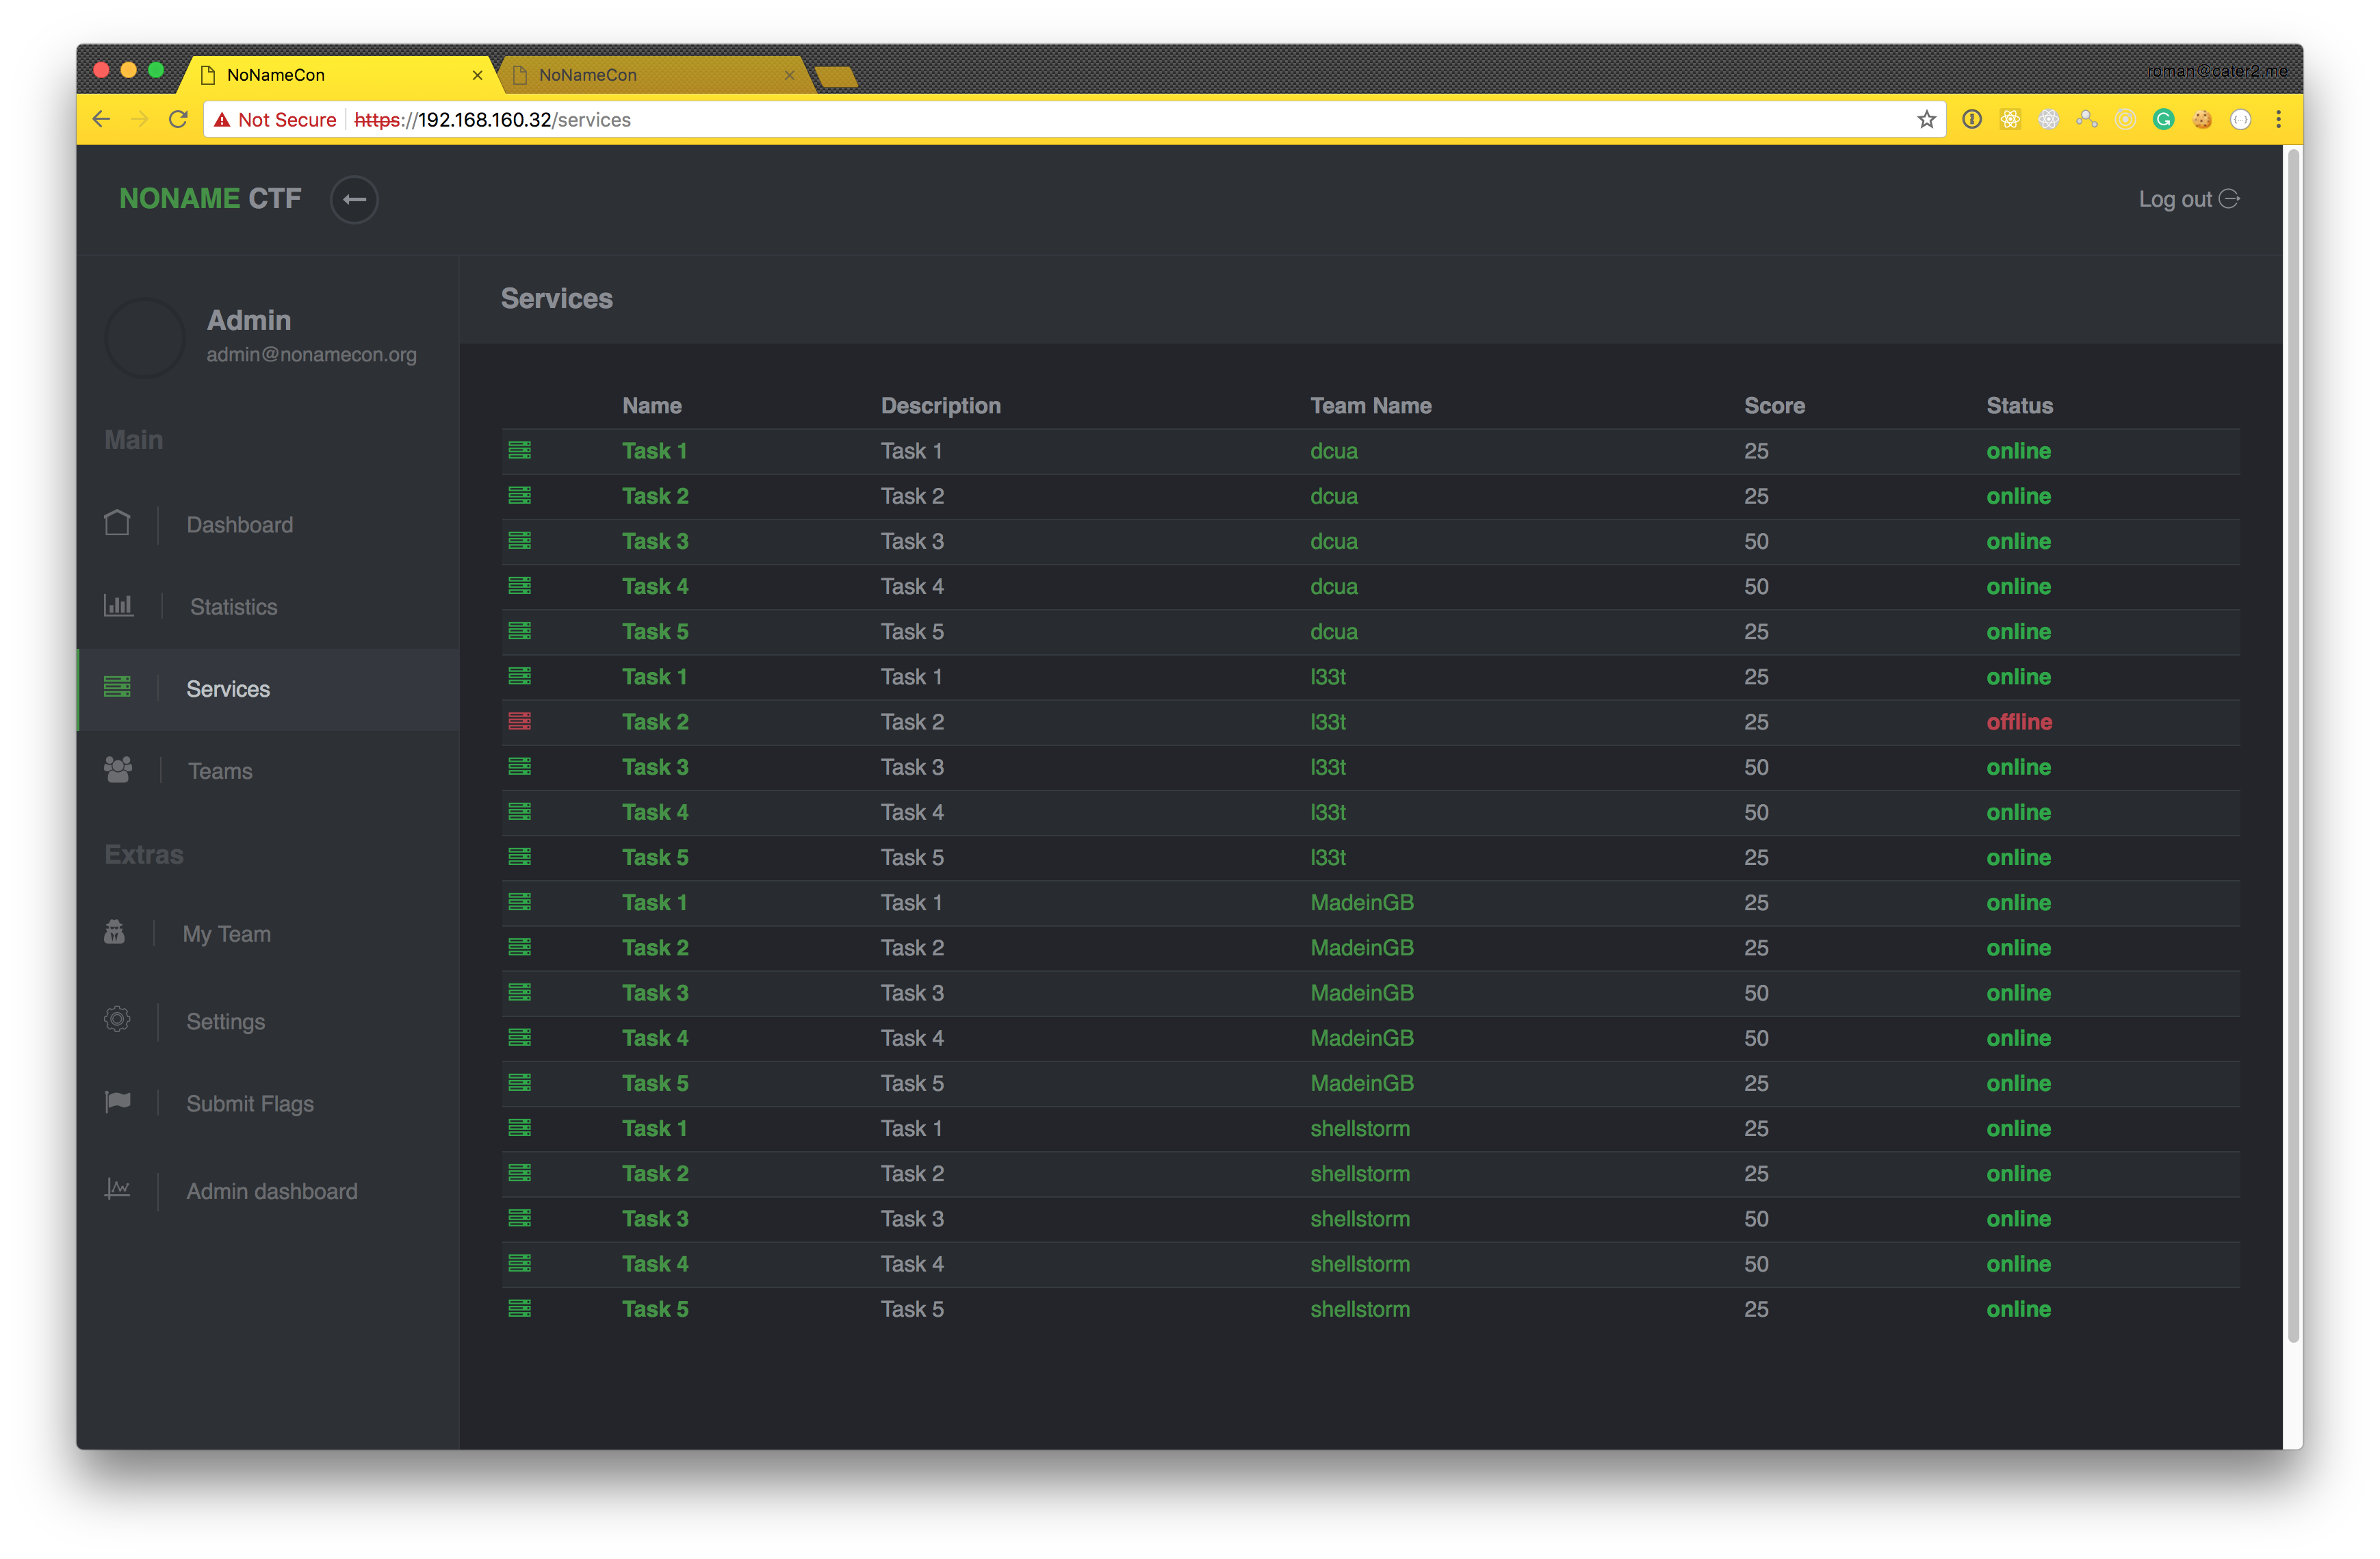 NoNameCon
NoNameCon
roman@cater2.me
Not Secure https://192.168.160.32/services
NONAME CTF
Log out
Admin
admin@nonamecon.org
Main
Dashboard
Statistics
Services
Teams
Extras
My Team
Settings
Submit Flags
Admin dashboard
Services
Name Description Team Name Score Status
Task 1 Task 1 dcua 25 online
Task 2 Task 2 dcua 25 online
Task 3 Task 3 dcua 50 online
Task 4 Task 4 dcua 50 online
Task 5 Task 5 dcua 25 online
Task 1 Task 1 l33t 25 online
Task 2 Task 2 l33t 25 offline
Task 3 Task 3 l33t 50 online
Task 4 Task 4 l33t 50 online
Task 5 Task 5 l33t 25 online
Task 1 Task 1 MadeinGB 25 online
Task 2 Task 2 MadeinGB 25 online
Task 3 Task 3 MadeinGB 50 online
Task 4 Task 4 MadeinGB 50 online
Task 5 Task 5 MadeinGB 25 online
Task 1 Task 1 shellstorm 25 online
Task 2 Task 2 shellstorm 25 online
Task 3 Task 3 shellstorm 50 online
Task 4 Task 4 shellstorm 50 online
Task 5 Task 5 shellstorm 25 online